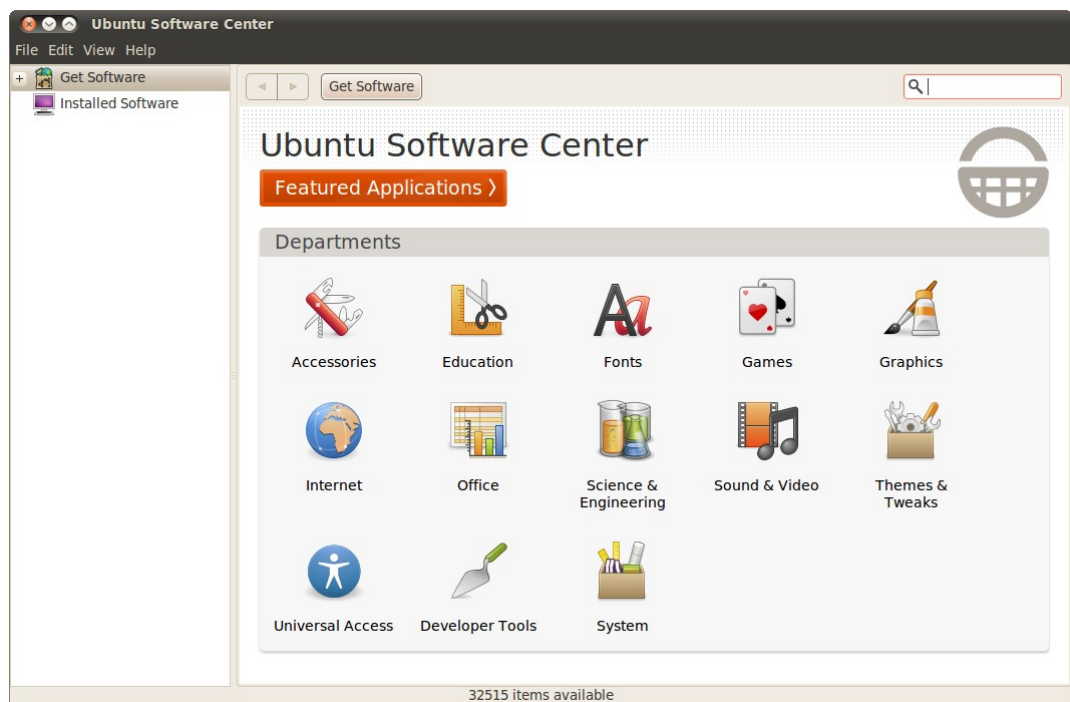 Ubuntu Software Center
File Edit View Help
Get Software
Installed Software
Get Software
Ubuntu Software Center
Featured Applications
Departments
Accessories
Education
Fonts
Games
Graphics
Internet
Office
Science &
Engineering
Sound & Video
Themes &
Tweaks
Universal Access
Developer Tools
System
32515 items available